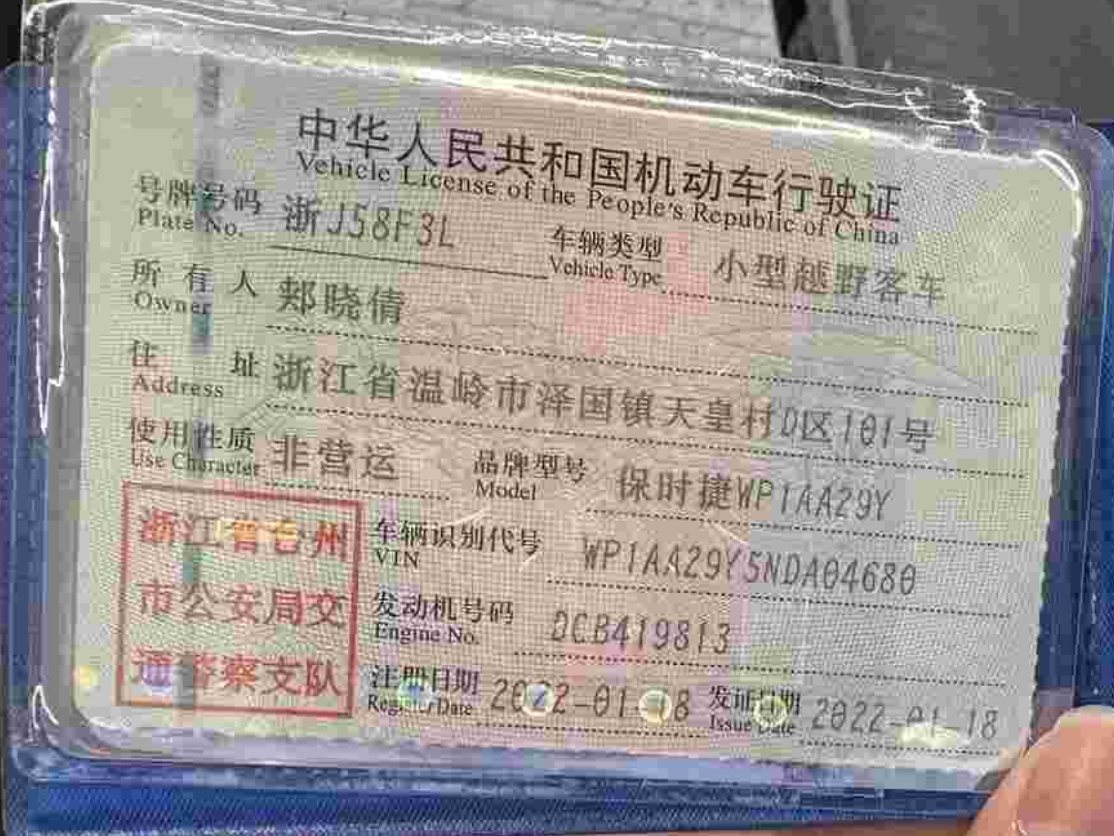 中华人民共和国机动车行驶证
Vehicle License of the People's Republic of China
号牌号码 浙J58F3L 车辆类型 小型越野客车
Plate No. Vehicle Type
所有人 郏晓倩
Owner
住址 浙江省温岭市泽国镇天皇村D区101号
Address
使用性质 非营运 品牌型号 保时捷WP1AA29Y
Use Character Model
浙江省台州
市公安局交
通警察支队
车辆识别代号 WP1AA29Y5NDA04680
VIN
发动机号码 DCB419813
Engine No.
注册日期 2022-01-18 发证日期 2022-01-18
Register Date Issue Date